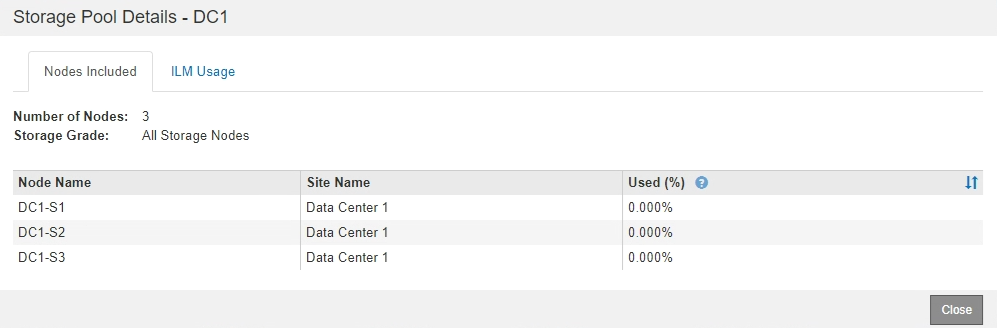 Storage Pool Details - DC1
Nodes Included ILM Usage
Number of Nodes: 3
Storage Grade: All Storage Nodes
Node Name Site Name Used (%) ?
DC1-S1 Data Center 1 0.000%
DC1-S2 Data Center 1 0.000%
DC1-S3 Data Center 1 0.000%
Close